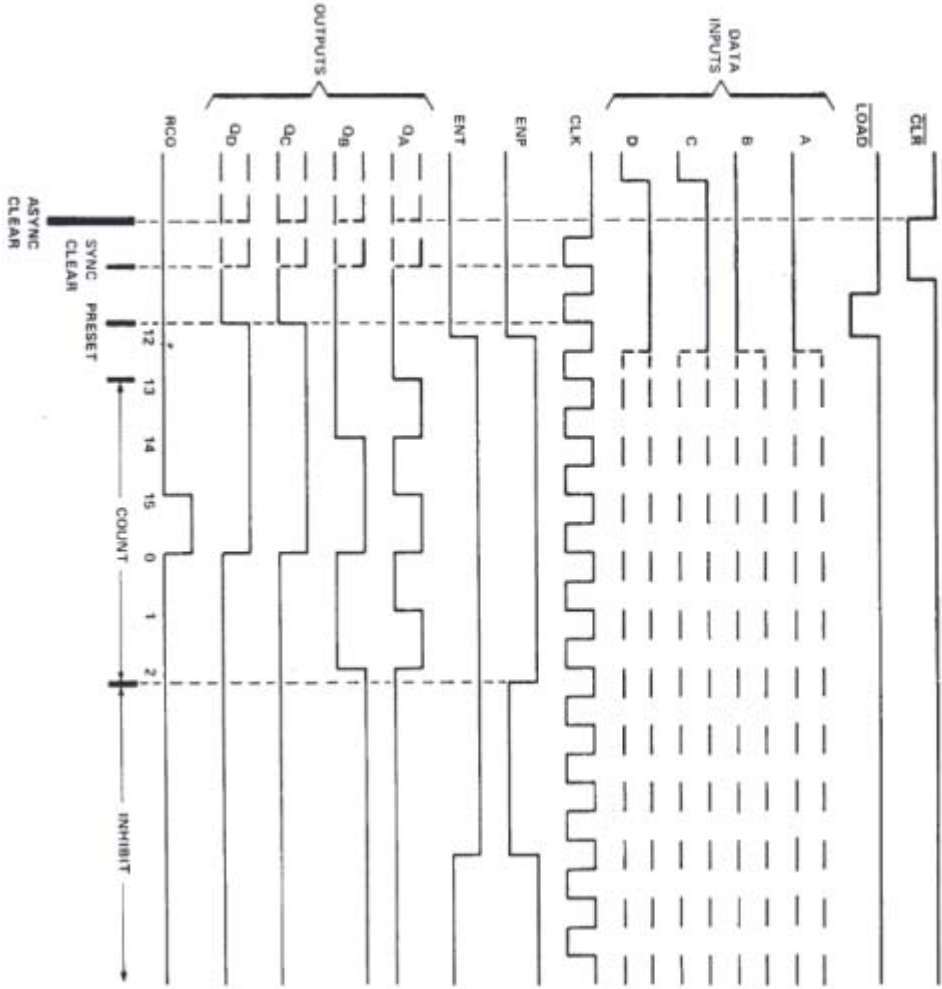 CLR
LOAD
DATA
INPUTS
A
B
C
D
CLK
ENP
ENT
OUTPUTS
QA
QB
QC
QD
RCO
12 13 14 15 0 1 2
COUNT
INHIBIT
SYNC
CLEAR
PRESET
ASYNC
CLEAR